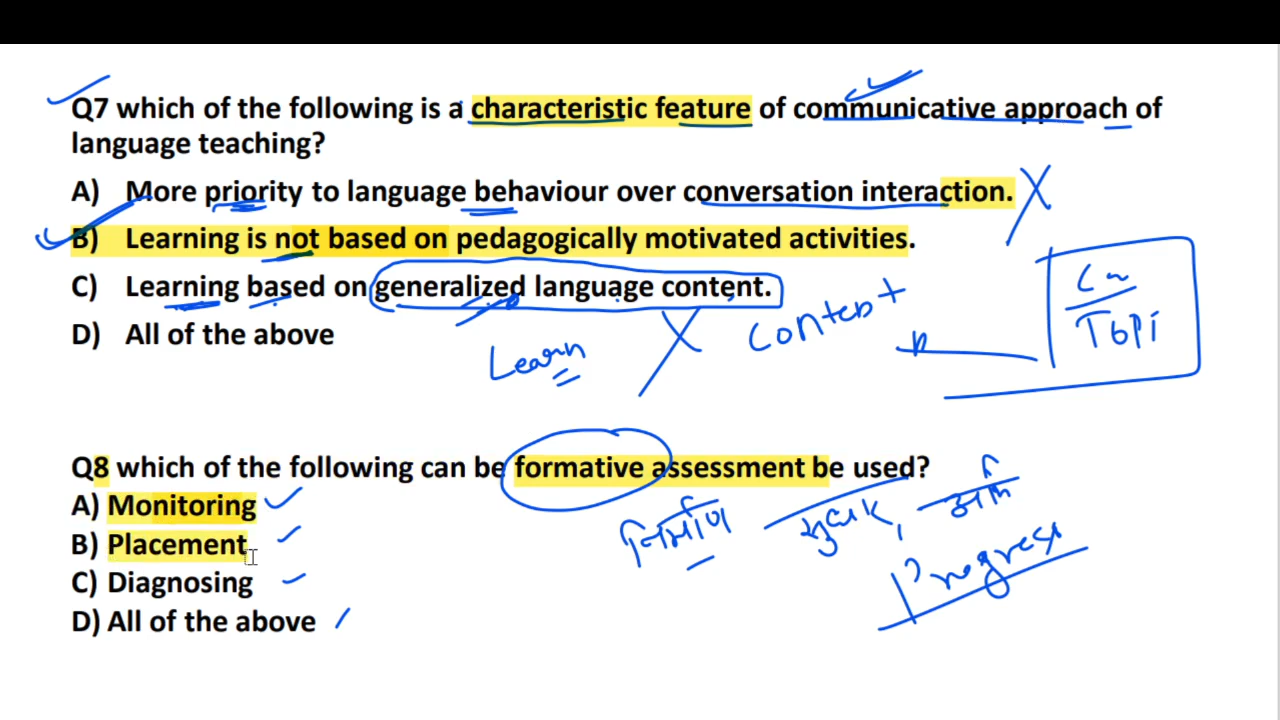 Q7 which of the following is a characteristic feature of communicative approach of
language teaching?
A) More priority to language behaviour over conversation interaction.
B) Learning is not based on pedagogically motivated activities.
C) Learning based on generalized language content.
D) All of the above
Learn
Q8 which of the following can be formative assessment be used?
A) Monitoring
B) Placement
C) Diagnosing
D) All of the above
Progress